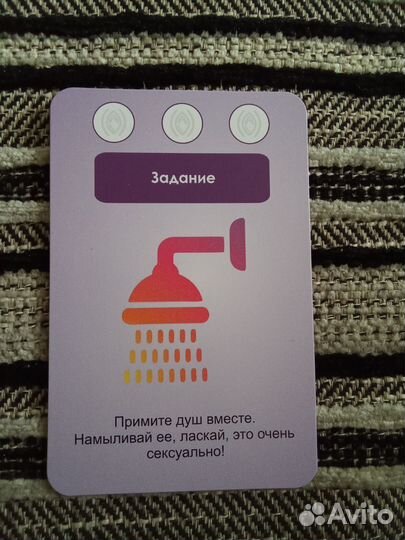 Задание
Примите душ вместе.
Намыливай ее, ласкай, это очень
сексуально!
Avito